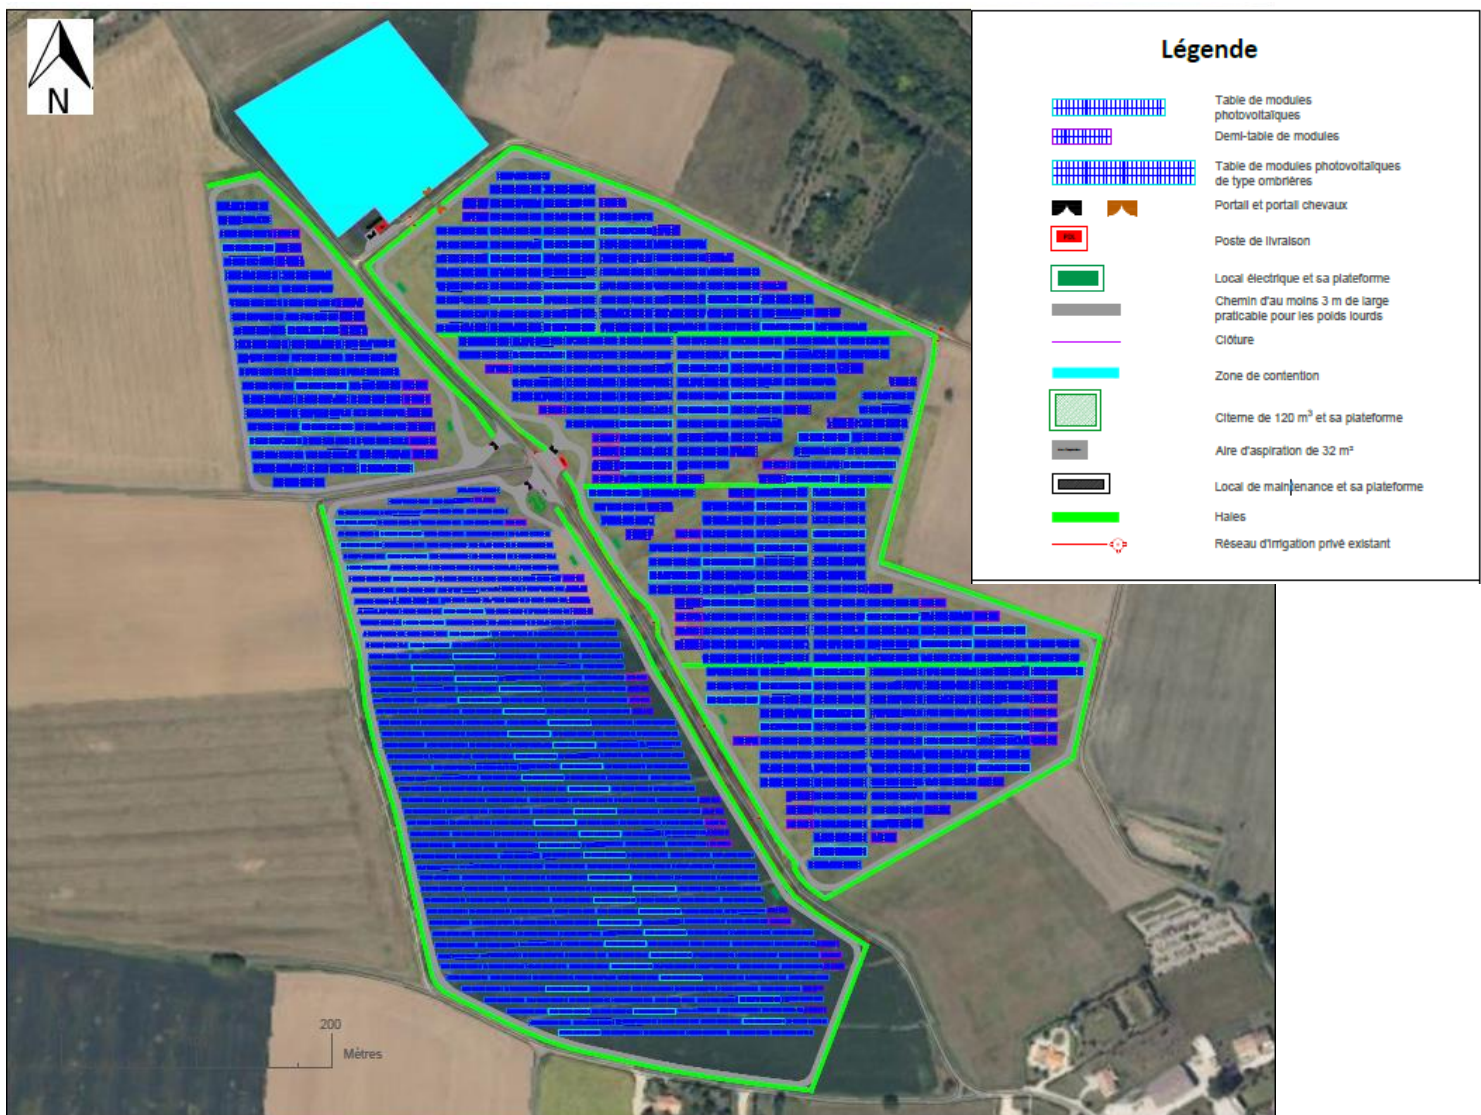 N
Légende
Table de modules
photovoltaïques
Demi-table de modules
Table de modules photovoltaïques
de type ombrières
Portail et portail chevaux
Poste de livraison
Local électrique et sa plateforme
Chemin d'au moins 3 m de large
praticable pour les poids lourds
Clôture
Zone de contention
Citerne de 120 m³ et sa plateforme
Aire d'aspiration de 32 m²
Local de maintenance et sa plateforme
Haies
Réseau d'irrigation privé existant
200
Mètres